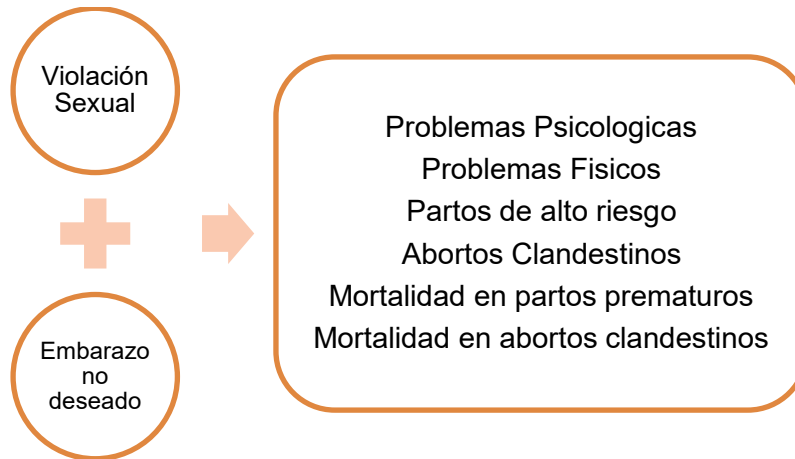 Violación
Sexual
Embarazo
no
deseado
Problemas Psicologicas
Problemas Fisicos
Partos de alto riesgo
Abortos Clandestinos
Mortalidad en partos prematuros
Mortalidad en abortos clandestinos